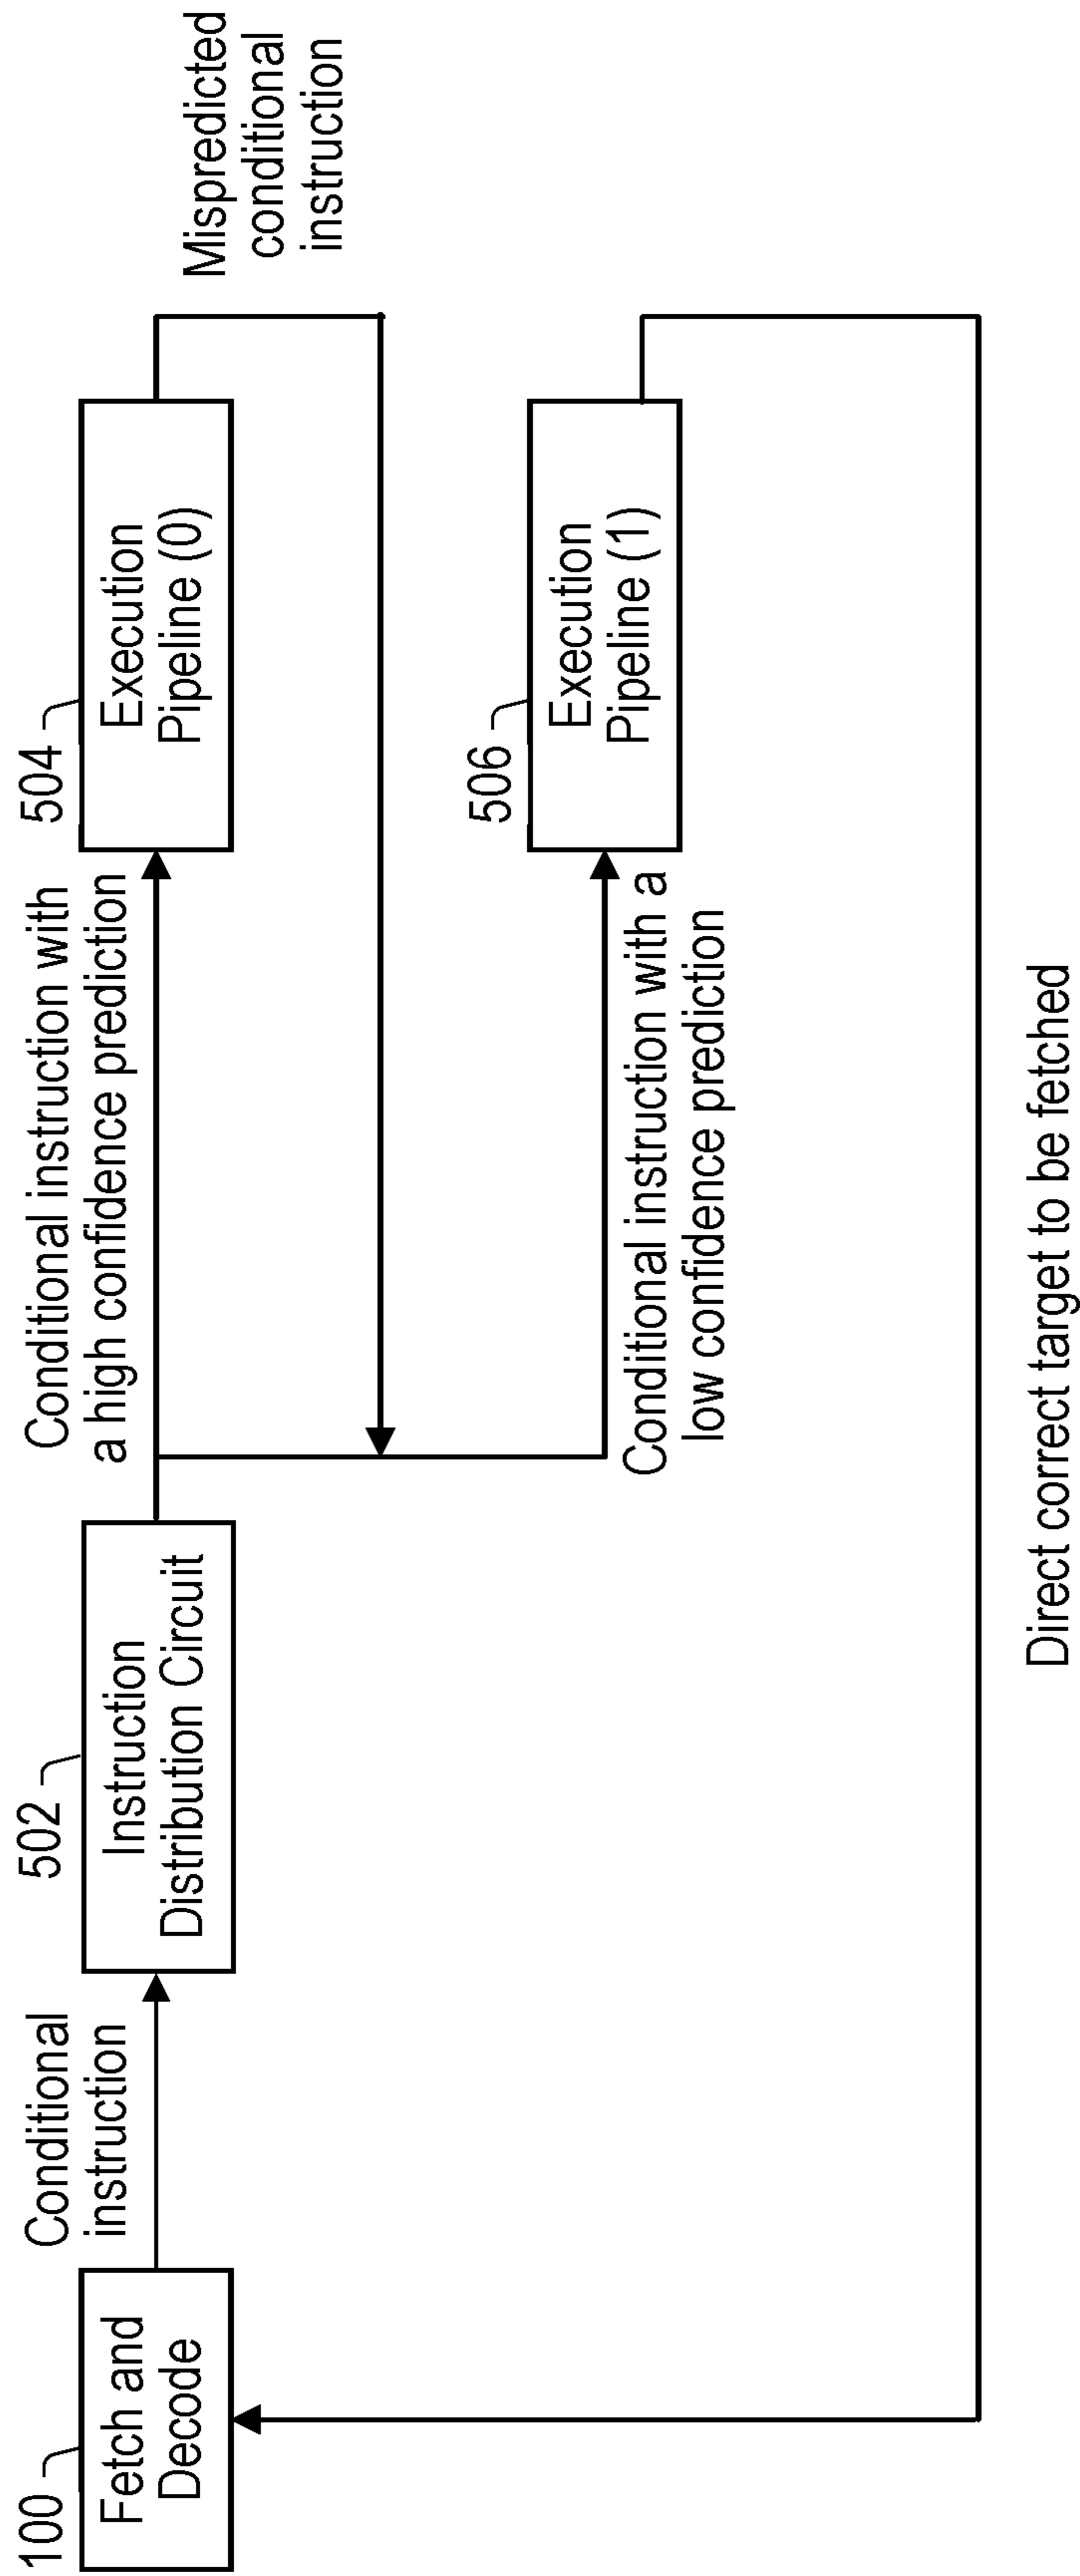 100
Fetch and
Decode
Conditional
instruction
502
Instruction
Distribution Circuit
Conditional instruction with
a high confidence prediction
504
Execution
Pipeline (0)
Mispredicted
conditional
instruction
Conditional instruction with a
low confidence prediction
506
Execution
Pipeline (1)
Direct correct target to be fetched